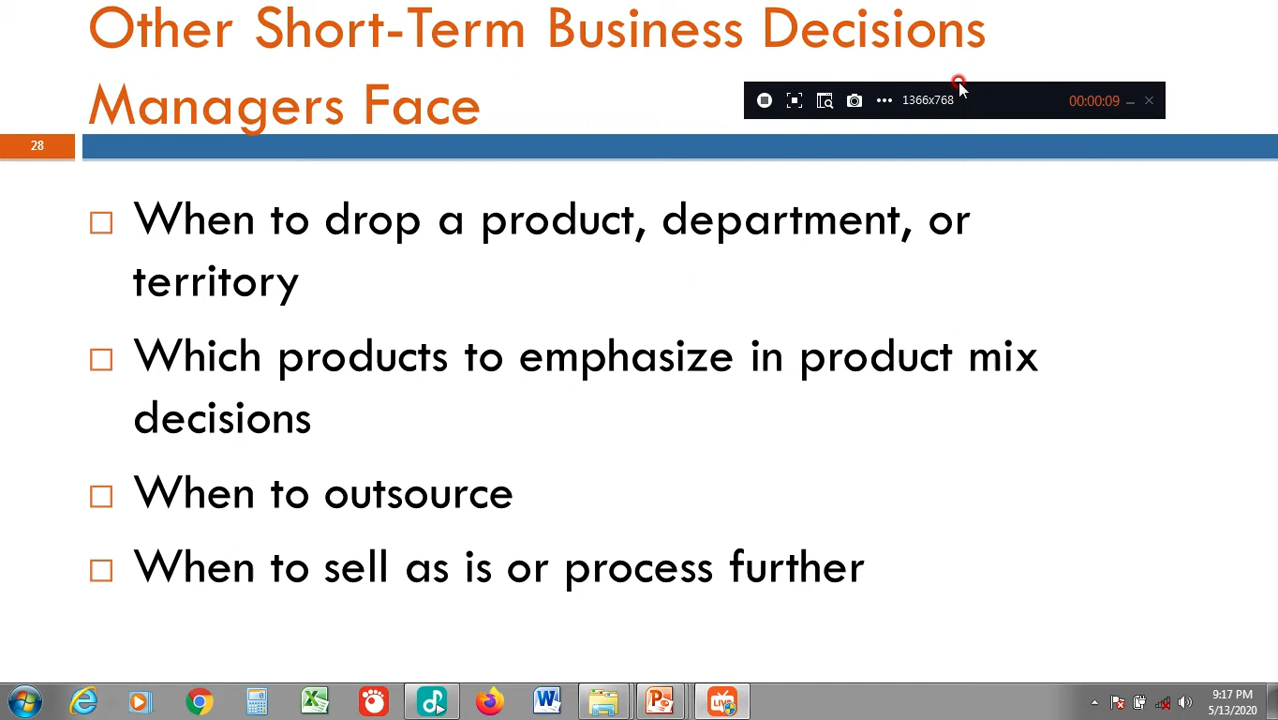 Other Short-Term Business Decisions
Managers Face
1366x768
00:00:09
28
When to drop a product, department, or
territory
Which products to emphasize in product mix
decisions
When to outsource
When to sell as is or process further
LIVE
9:17 PM
5/13/2020